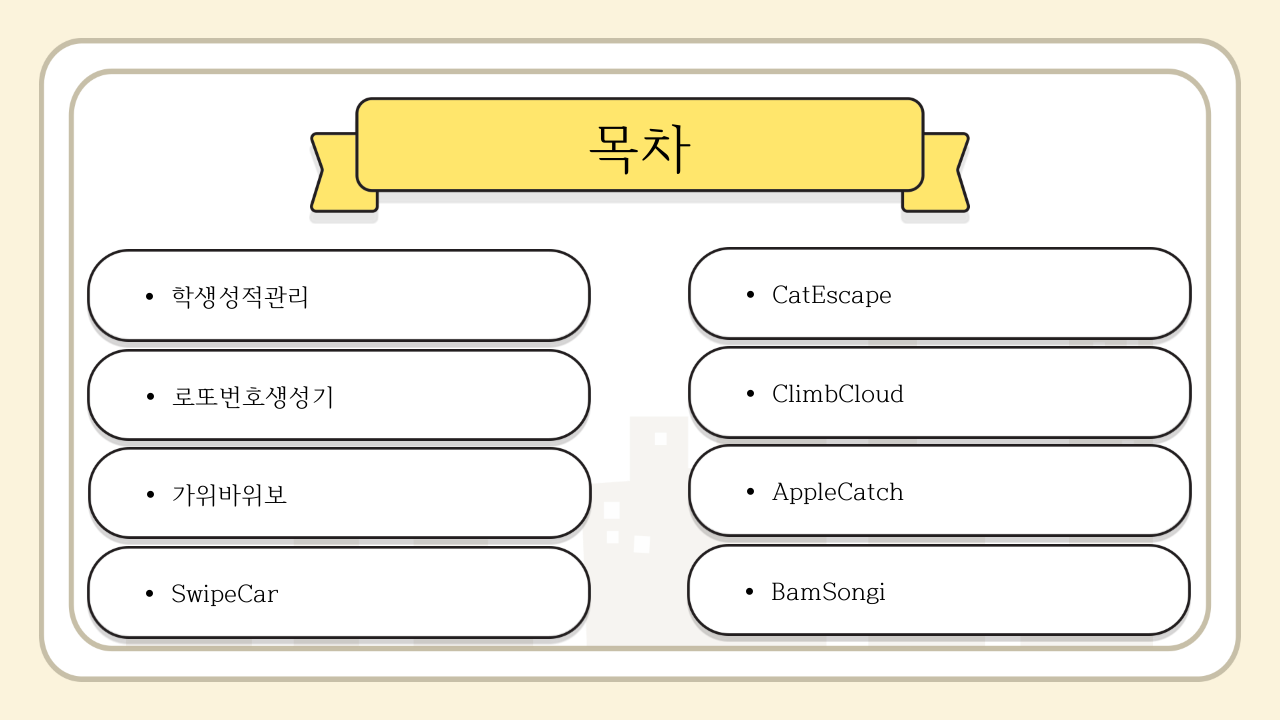 목차
• 학생성적관리
• 로또번호생성기
• 가위바위보
• SwipeCar
• CatEscape
• ClimbCloud
• AppleCatch
• BamSongi